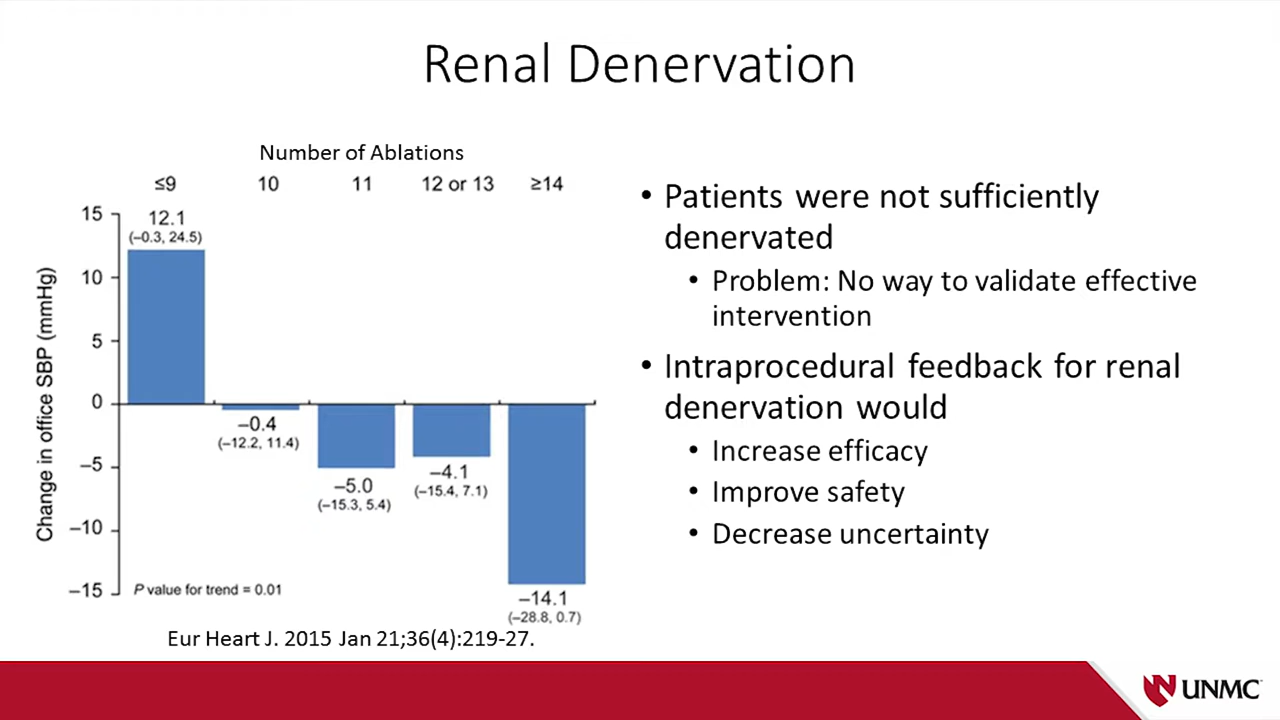 Renal Denervation
Number of Ablations
≤9 10 11 12 or 13 ≥14
Change in office SBP (mmHg)
15
10
5
0
–5
–10
–15
12.1
(–0.3, 24.5)
–0.4
(–12.2, 11.4)
–5.0
(–15.3, 5.4)
–4.1
(–15.4, 7.1)
–14.1
(–28.8, 0.7)
P value for trend = 0.01
Eur Heart J. 2015 Jan 21;36(4):219-27.
• Patients were not sufficiently
denervated
• Problem: No way to validate effective
intervention
• Intraprocedural feedback for renal
denervation would
• Increase efficacy
• Improve safety
• Decrease uncertainty
UNMC